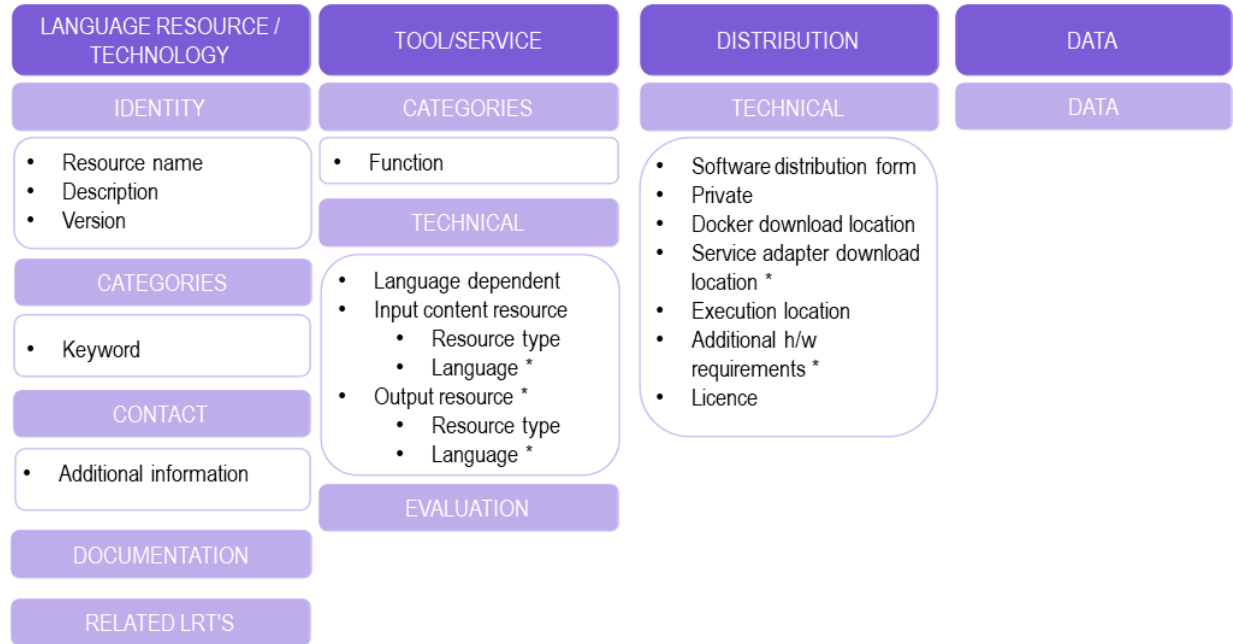 LANGUAGE RESOURCE /
TECHNOLOGY
IDENTITY
• Resource name
• Description
• Version
CATEGORIES
• Keyword
CONTACT
• Additional information
DOCUMENTATION
RELATED LRT'S
TOOL/SERVICE
CATEGORIES
• Function
TECHNICAL
• Language dependent
• Input content resource
• Resource type
• Language *
• Output resource *
• Resource type
• Language *
EVALUATION
DISTRIBUTION
TECHNICAL
• Software distribution form
• Private
• Docker download location
• Service adapter download
location *
• Execution location
• Additional h/w
requirements *
• Licence
DATA
DATA